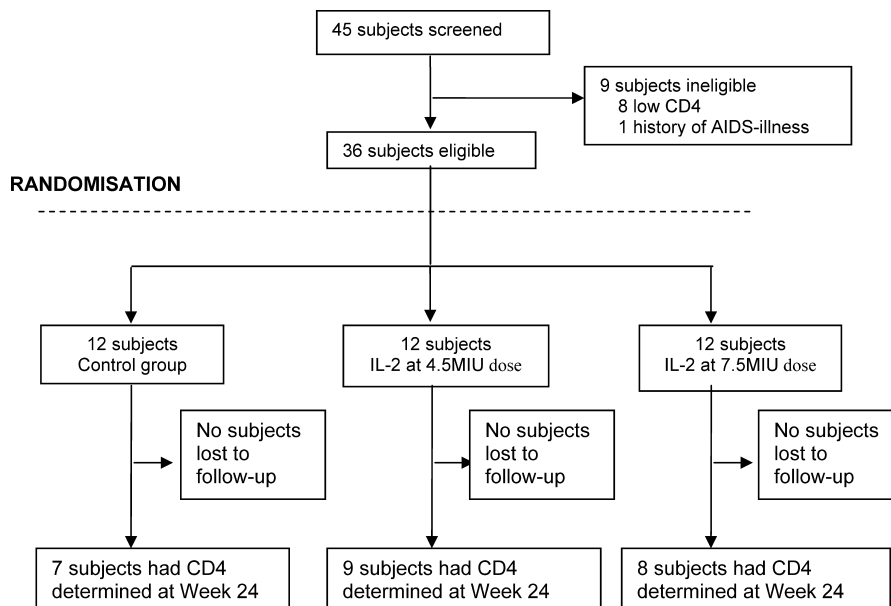 45 subjects screened
9 subjects ineligible
8 low CD4
1 history of AIDS-illness
36 subjects eligible
RANDOMISATION
12 subjects
Control group
12 subjects
IL-2 at 4.5MIU dose
12 subjects
IL-2 at 7.5MIU dose
No subjects
lost to
follow-up
No subjects
lost to
follow-up
No subjects
lost to
follow-up
7 subjects had CD4
determined at Week 24
9 subjects had CD4
determined at Week 24
8 subjects had CD4
determined at Week 24